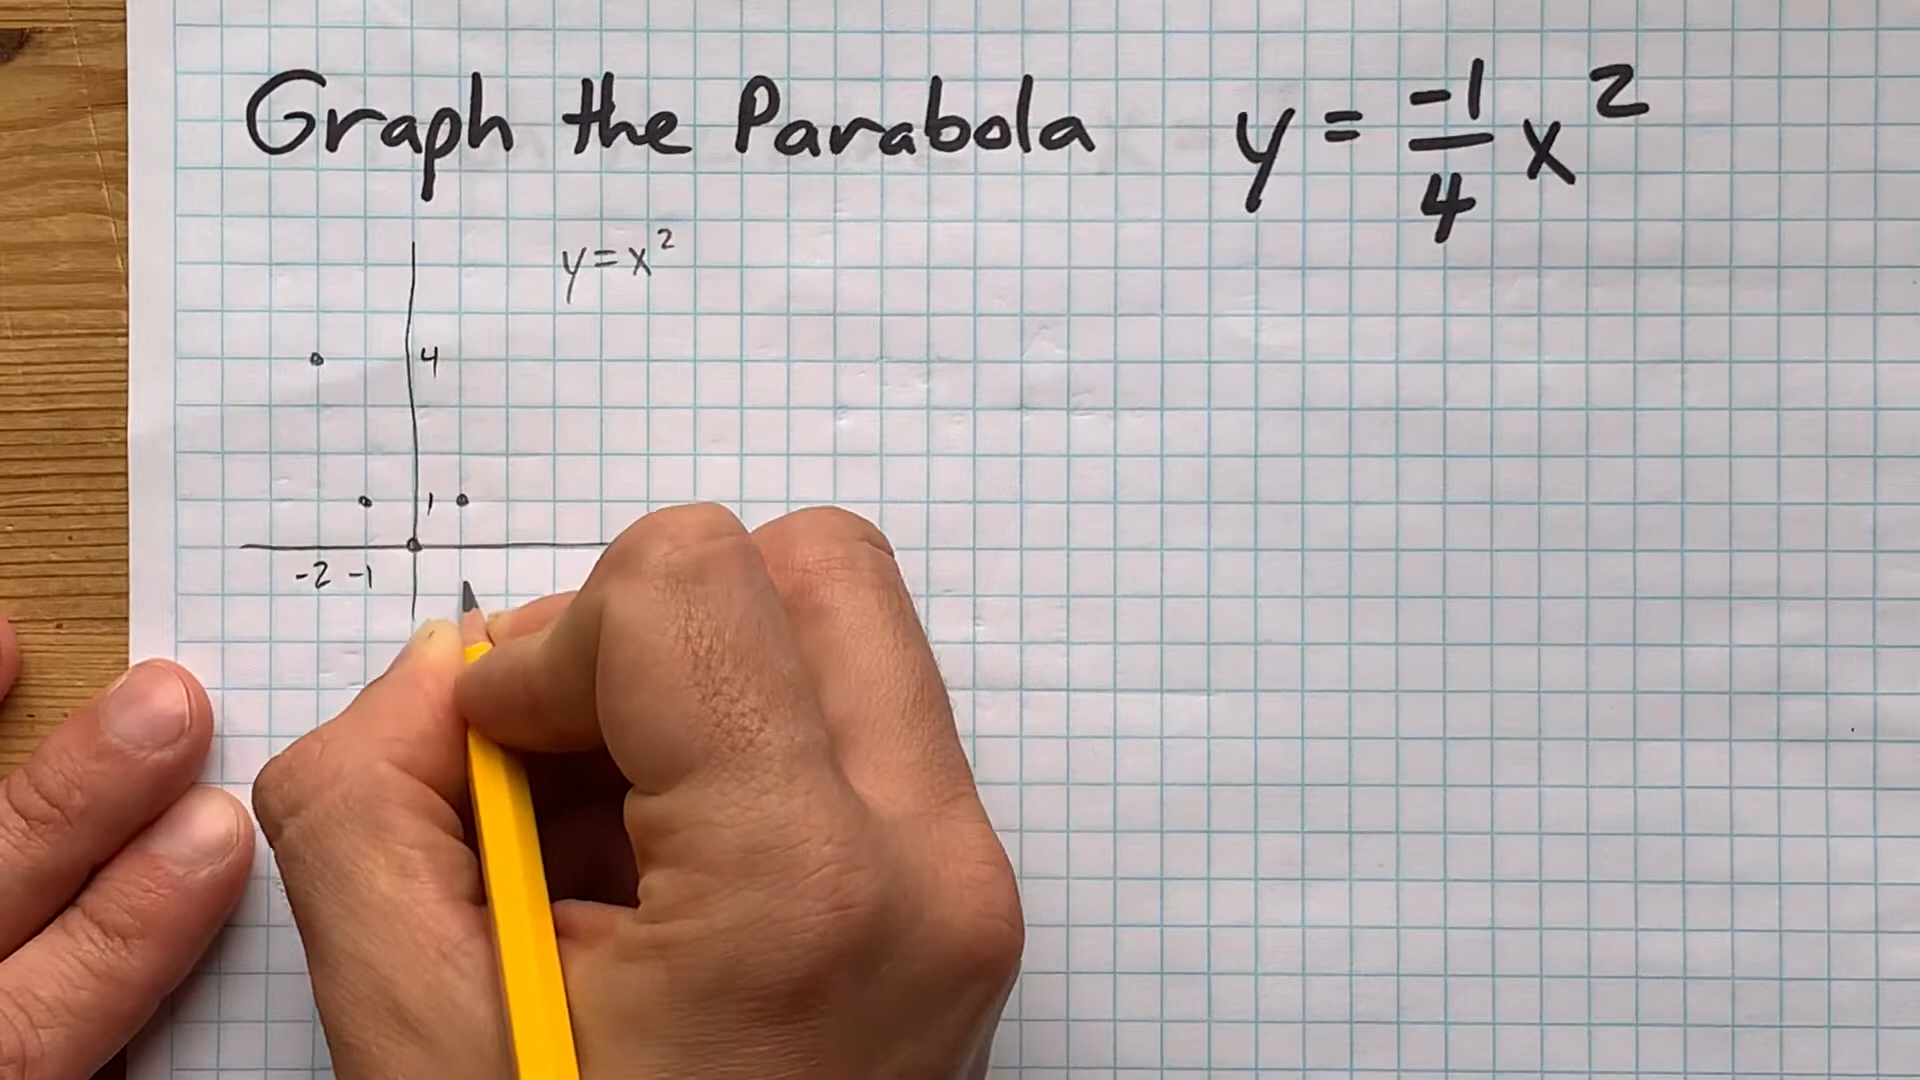 Graph the Parabola y = -1/4 x²
y = x²
4
1
-2 -1